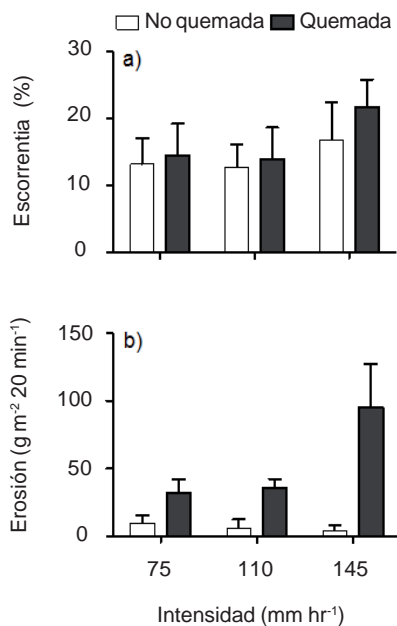 No quemada Quemada
a)
Escorrentia (%)
30
20
10
0
b)
Erosión (g m⁻² 20 min⁻¹)
150
100
50
0
75 110 145
Intensidad (mm hr⁻¹)